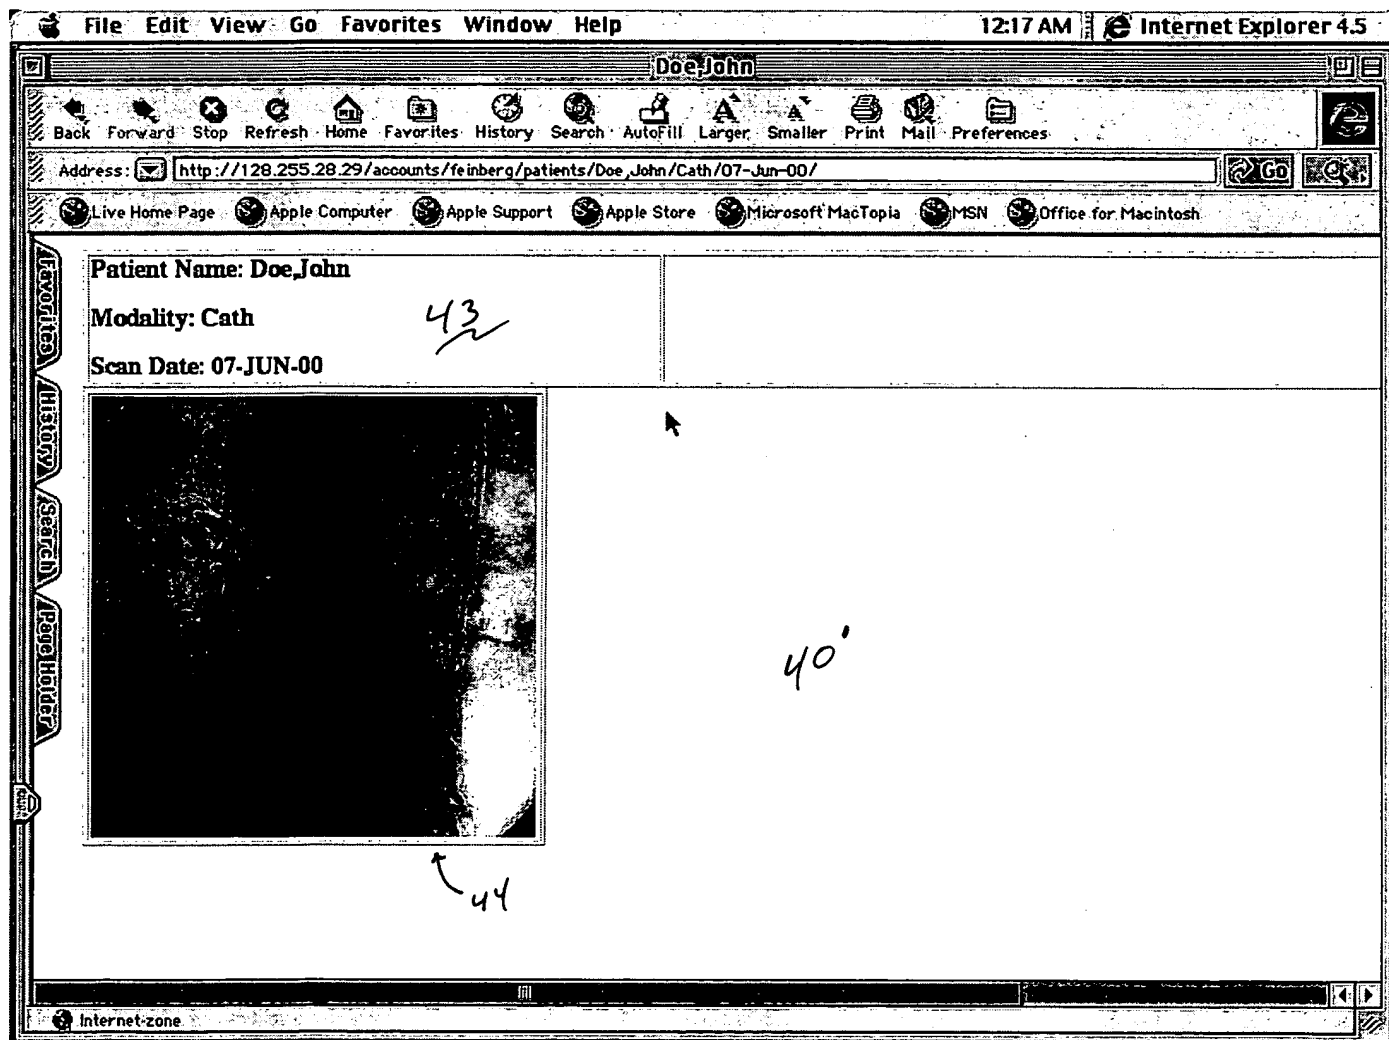 File Edit View Go Favorites Window Help 12:17 AM Internet Explorer 4.5
Doe,John
Back Forward Stop Refresh Home Favorites History Search AutoFill Larger Smaller Print Mail Preferences
Address: http://128.255.28.29/accounts/feinberg/patients/Doe,John/Cath/07-Jun-00/ Go
Live Home Page Apple Computer Apple Support Apple Store Microsoft MacTopia MSN Office for Macintosh
Favorites
History
Search
Page Holder
Patient Name: Doe,John
Modality: Cath
43
Scan Date: 07-JUN-00
40'
44
Internet zone